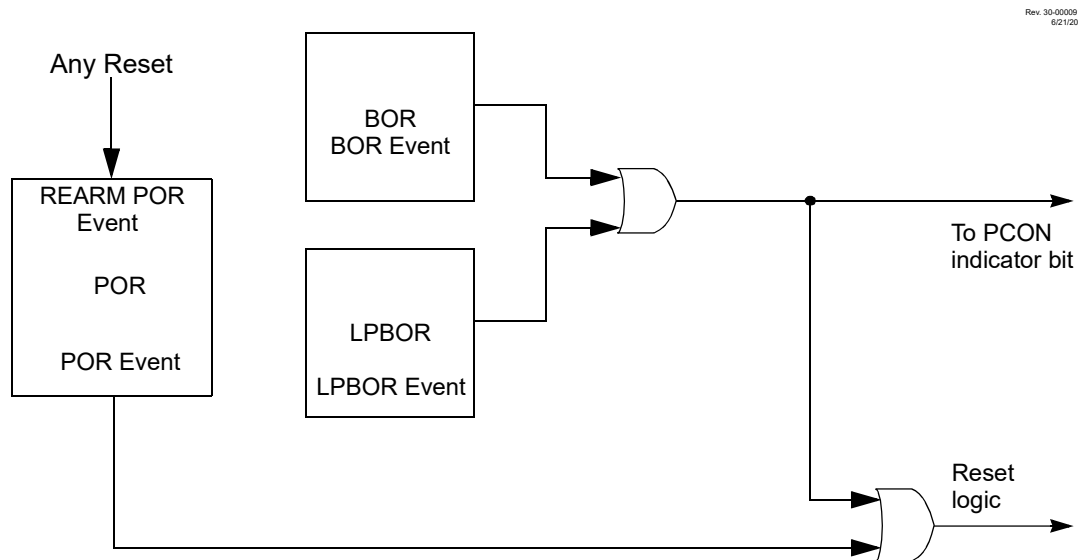 Rev. 30-00009
6/21/20
Any Reset
REARM POR
Event
POR
POR Event
BOR
BOR Event
LPBOR
LPBOR Event
To PCON
indicator bit
Reset
logic